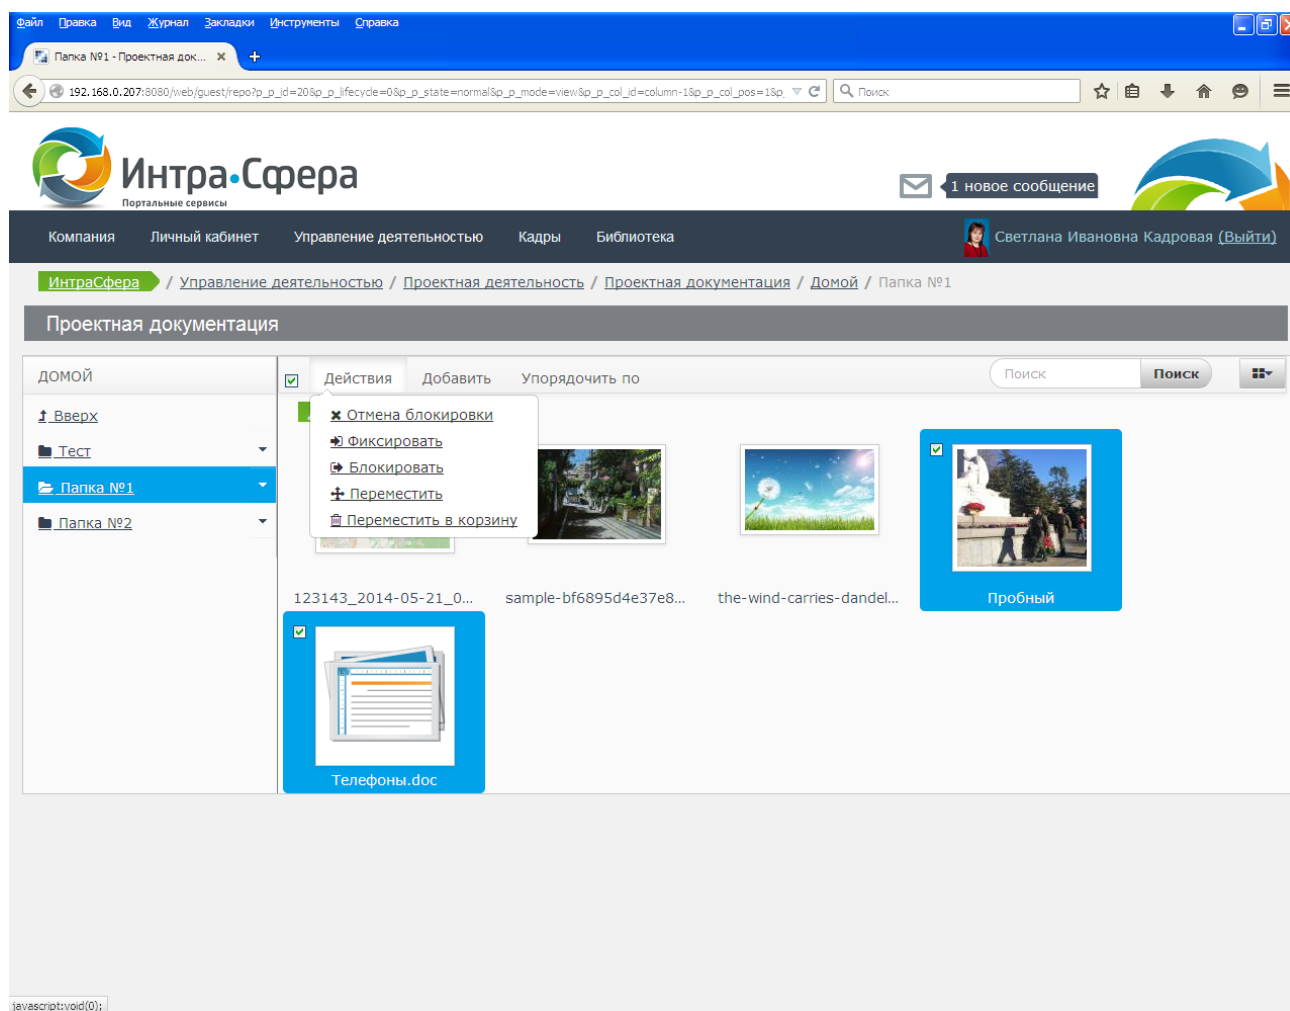 Файл Правка Вид Журнал Закладки Инструменты Справка
Папка №1 - Проектная док...
192.168.0.207:8080/web/guest/repo?p_p_id=20&p_p_lifecycle=0&p_p_state=normal&p_p_mode=view&p_p_col_id=column-1&p_p_col_pos=1&p_ Поиск
Интра•Сфера
Портальные сервисы
1 новое сообщение
Компания Личный кабинет Управление деятельностью Кадры Библиотека Светлана Ивановна Кадровая (Выйти)
ИнтраСфера / Управление деятельностью / Проектная деятельность / Проектная документация / Домой / Папка №1
Проектная документация
ДОМОЙ
Вверх
Тест
Папка №1
Папка №2
Действия Добавить Упорядочить по Поиск Поиск
Отмена блокировки
Фиксировать
Блокировать
Переместить
Переместить в корзину
123143_2014-05-21_0... sample-bf6895d4e37e8... the-wind-carries-dandel... Пробный
Телефоны.doc
javascript:void(0);